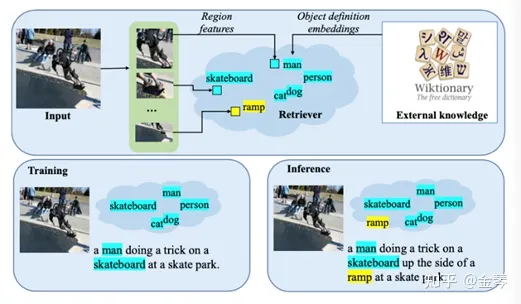 Region
features
Object definition
embeddings
man
person
skateboard
cat
dog
ramp
Input
...
Retriever
Wiktionary
The free dictionary
External knowledge
Training
man
skateboard
person
cat
dog
a man doing a trick on a
skateboard at a skate park.
Inference
man
skateboard
person
ramp
cat
dog
a man doing a trick on a
skateboard up the side of a
ramp at a skate park.
知乎 @金琴